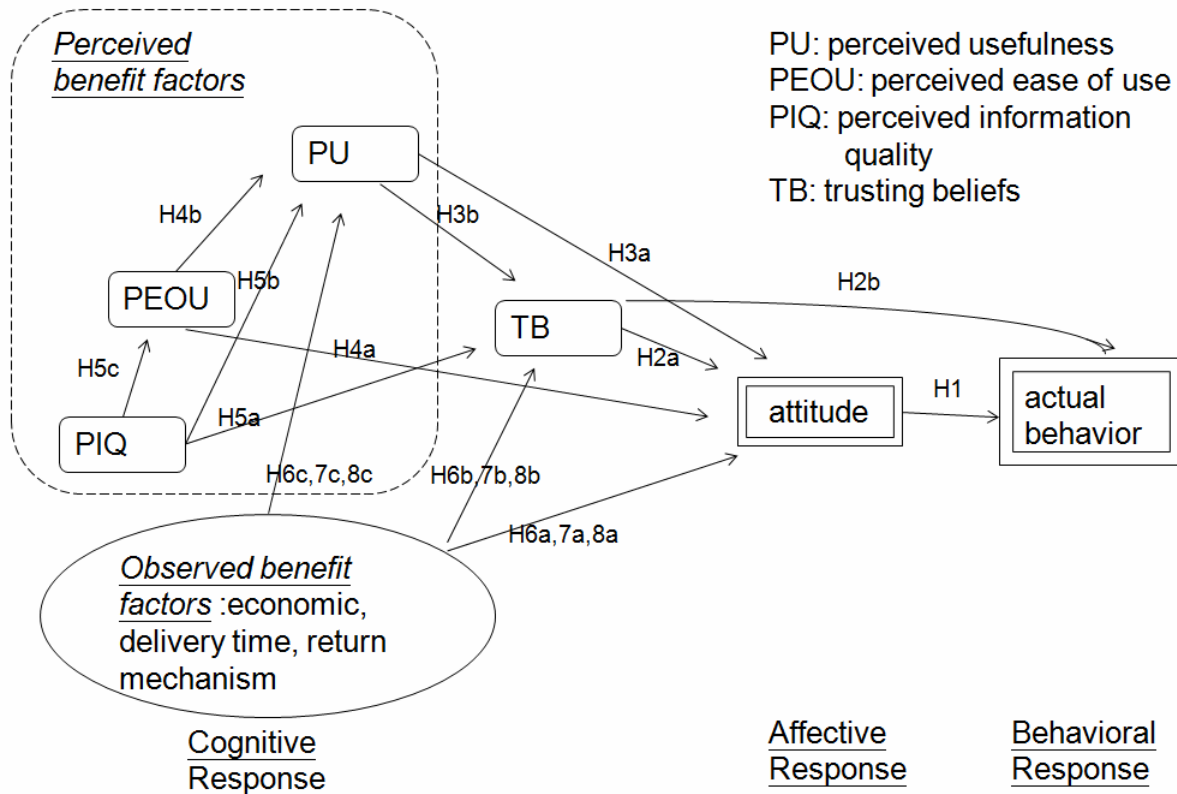 Perceived
benefit factors
PU: perceived usefulness
PEOU: perceived ease of use
PIQ: perceived information
quality
TB: trusting beliefs
PU
H4b
H3b
H3a
PEOU
H5b
H2b
TB
H5c
H4a
H2a
PIQ
H5a
attitude
H1
actual
behavior
H6c,7c,8c
H6b,7b,8b
H6a,7a,8a
Observed benefit
factors :economic,
delivery time, return
mechanism
Cognitive
Response
Affective
Response
Behavioral
Response